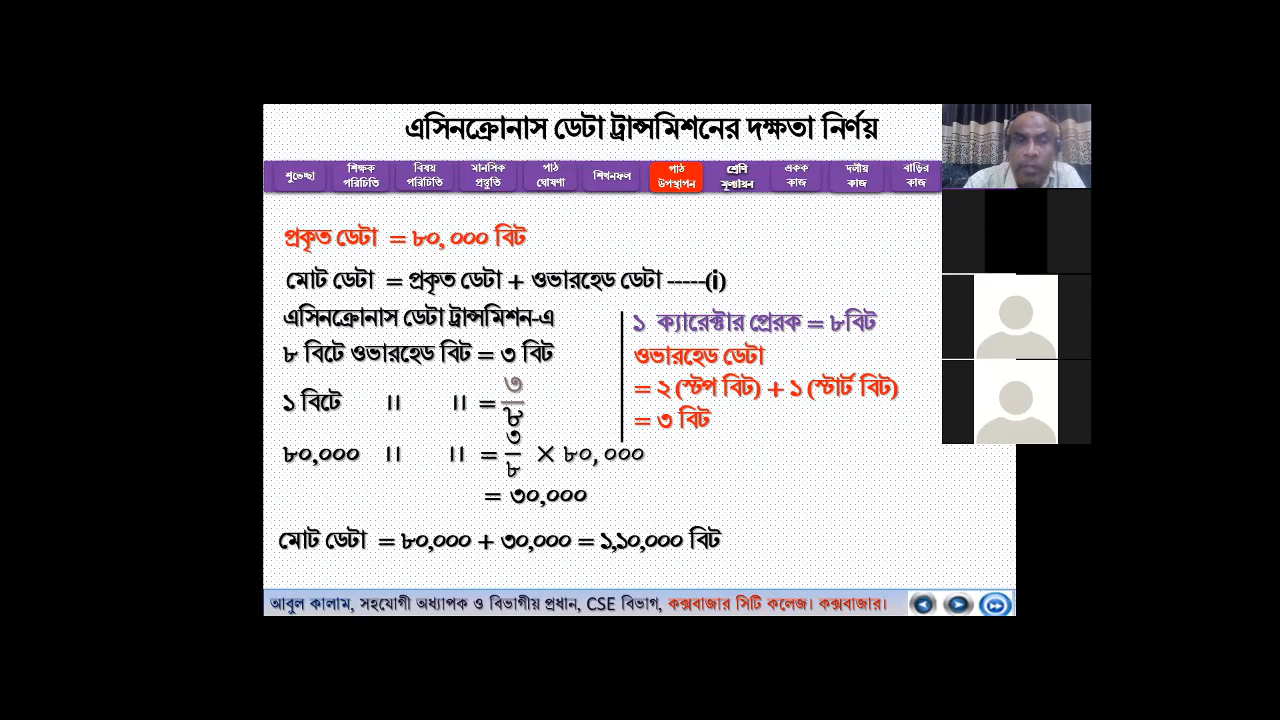 এসিনক্রোনাস ডেটা ট্রান্সমিশনের দক্ষতা নির্ণয়
শুভেচ্ছা শিক্ষক পরিচিতি বিষয় পরিচিতি মানসিক প্রস্তুতি পাঠ ঘোষণা শিখনফল পাঠ উপস্থাপন শ্রেণি মূল্যায়ন একক কাজ দলীয় কাজ বাড়ির কাজ
প্রকৃত ডেটা = ৮০, ০০০ বিট
মোট ডেটা = প্রকৃত ডেটা + ওভারহেড ডেটা -----(i)
এসিনক্রোনাস ডেটা ট্রান্সমিশন-এ
৮ বিটে ওভারহেড বিট = ৩ বিট
১ বিটে ।। ।। = ৩/৮
৮০,০০০ ।। ।। = ৩/৮ × ৮০, ০০০
= ৩০,০০০
১ ক্যারেক্টার প্রেরক = ৮বিট
ওভারহেড ডেটা
= ২ (স্টপ বিট) + ১ (স্টার্ট বিট)
= ৩ বিট
মোট ডেটা = ৮০,০০০ + ৩০,০০০ = ১,১০,০০০ বিট
আবুল কালাম, সহযোগী অধ্যাপক ও বিভাগীয় প্রধান, CSE বিভাগ, কক্সবাজার সিটি কলেজ। কক্সবাজার।